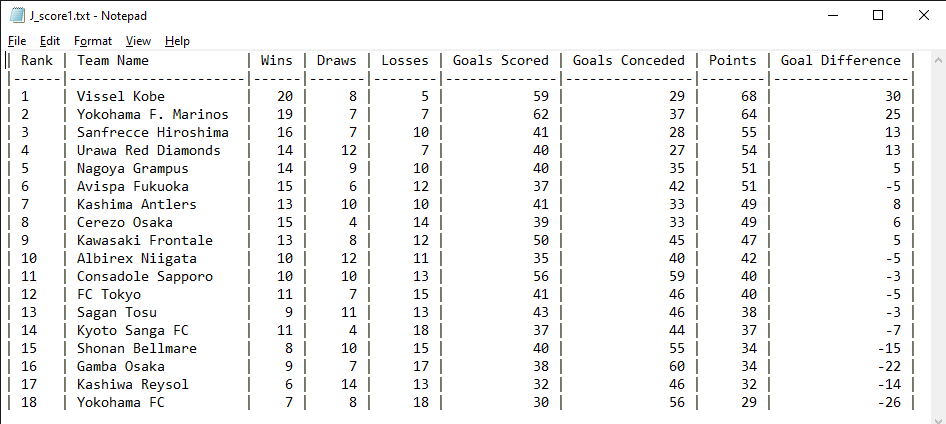 J_score1.txt - Notepad
File Edit Format View Help
| Rank | Team Name | Wins | Draws | Losses | Goals Scored | Goals Conceded | Points | Goal Difference |
|------|--------------------|------|-------|--------|--------------|----------------|--------|-----------------|
| 1 | Vissel Kobe | 20 | 8 | 5 | 59 | 29 | 68 | 30 |
| 2 | Yokohama F. Marinos | 19 | 7 | 7 | 62 | 37 | 64 | 25 |
| 3 | Sanfrecce Hiroshima | 16 | 7 | 10 | 41 | 28 | 55 | 13 |
| 4 | Urawa Red Diamonds | 14 | 12 | 7 | 40 | 27 | 54 | 13 |
| 5 | Nagoya Grampus | 14 | 9 | 10 | 40 | 35 | 51 | 5 |
| 6 | Avispa Fukuoka | 15 | 6 | 12 | 37 | 42 | 51 | -5 |
| 7 | Kashima Antlers | 13 | 10 | 10 | 41 | 33 | 49 | 8 |
| 8 | Cerezo Osaka | 15 | 4 | 14 | 39 | 33 | 49 | 6 |
| 9 | Kawasaki Frontale | 13 | 8 | 12 | 50 | 45 | 47 | 5 |
| 10 | Albirex Niigata | 10 | 12 | 11 | 35 | 40 | 42 | -5 |
| 11 | Consadole Sapporo | 10 | 10 | 13 | 56 | 59 | 40 | -3 |
| 12 | FC Tokyo | 11 | 7 | 15 | 41 | 46 | 40 | -5 |
| 13 | Sagan Tosu | 9 | 11 | 13 | 43 | 46 | 38 | -3 |
| 14 | Kyoto Sanga FC | 11 | 4 | 18 | 37 | 44 | 37 | -7 |
| 15 | Shonan Bellmare | 8 | 10 | 15 | 40 | 55 | 34 | -15 |
| 16 | Gamba Osaka | 9 | 7 | 17 | 38 | 60 | 34 | -22 |
| 17 | Kashiwa Reysol | 6 | 14 | 13 | 32 | 46 | 32 | -14 |
| 18 | Yokohama FC | 7 | 8 | 18 | 30 | 56 | 29 | -26 |